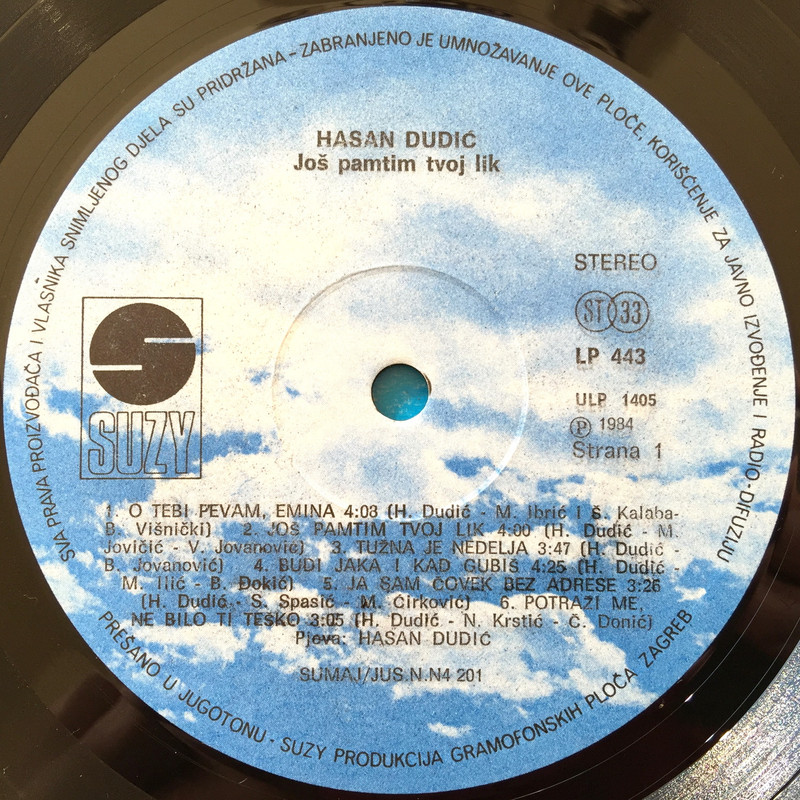 SVA PRAVA PROIZVOĐAČA I VLASNIKA SNIMLJENOG DJELA SU PRIDRŽANA – ZABRANJENO JE UMNOŽAVANJE OVE PLOČE, KORIŠĆENJE ZA JAVNO IZVOĐENJE I RADIO-DIFUZIJU
HASAN DUDIĆ
Još pamtim tvoj lik
STEREO
ST 33
LP 443
ULP 1405
Ⓟ 1984
Strana 1
SUZY
1. O TEBI PEVAM, EMINA 4:03 (H. Dudić - M. Ibrić i S. Kalaba-
B. Višnički) 2. JOŠ PAMTIM TVOJ LIK 4:00 (H. Dudić - M.
Jovičić - V. Jovanović) 3. TUŽNA JE NEDELJA 3:47 (H. Dudić -
B. Jovanović) 4. BUDI JAKA I KAD GUBIŠ 4:25 (H. Dudić -
M. Ilić - B. Đokić) 5. JA SAM ČOVEK BEZ ADRESE 3:26
(H. Dudić - S. Spasić - M. Ćirković) 6. POTRAŽI ME,
NE BILO TI TEŠKO 3:05 (H. Dudić - N. Krstić - Č. Donić)
Pjeva: HASAN DUDIĆ
SUMAJ/JUS.N.N4 201
PREŠANO U JUGOTONU - SUZY PRODUKCIJA GRAMOFONSKIH PLOČA ZAGREB